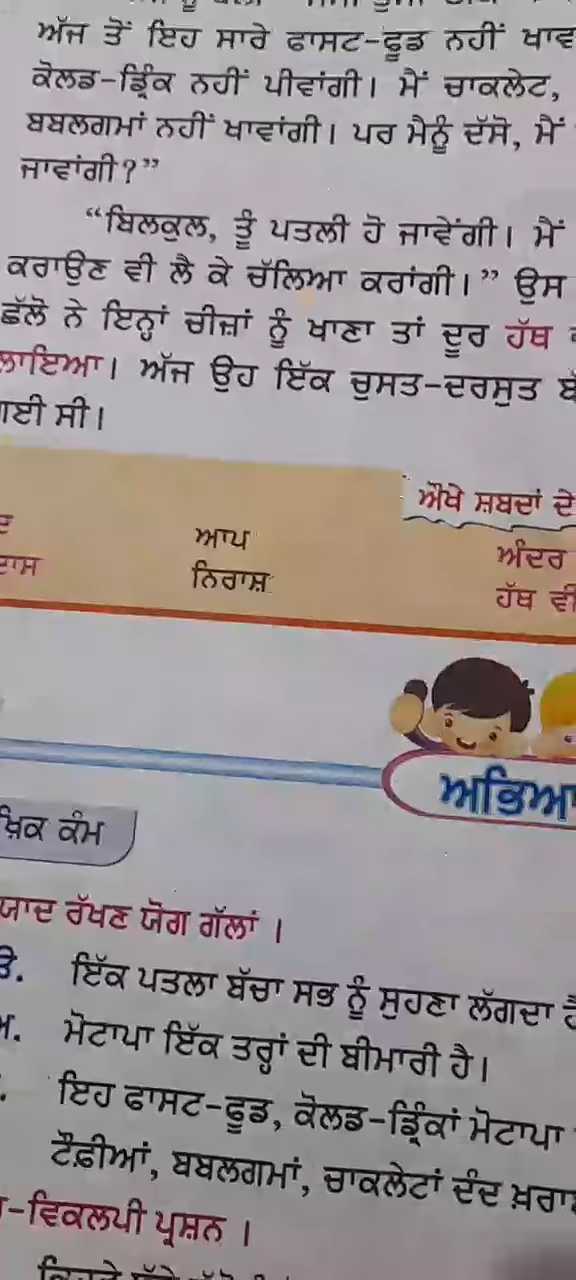 ਅੱਜ ਤੋਂ ਇਹ ਸਾਰੇ ਫਾਸਟ-ਫੂਡ ਨਹੀਂ
ਕੋਲਡ-ਡ੍ਰਿੰਕ ਨਹੀਂ ਪੀਵਾਂਗੀ। ਮੈਂ ਚਾਕਲੇਟ,
ਬਬਲਗਮਾਂ ਨਹੀਂ ਖਾਵਾਂਗੀ। ਪਰ ਮੈਨੂੰ ਦੱਸੋ, ਮੈਂ
ਜਾਵਾਂਗੀ?”
“ਬਿਲਕੁਲ, ਤੂੰ ਪਤਲੀ ਹੋ ਜਾਵੇਂਗੀ। ਮੈਂ
ਕਰਾਉਣ ਵੀ ਲੈ ਕੇ ਚੱਲਿਆ ਕਰਾਂਗੀ।” ਉਸ
ਛੱਲੋ ਨੇ ਇਨ੍ਹਾਂ ਚੀਜ਼ਾਂ ਨੂੰ ਖਾਣਾ ਤਾਂ ਦੂਰ ਹੱਥ
ਲਾਇਆ। ਅੱਜ ਉਹ ਇੱਕ ਚੁਸਤ-ਦਰਸੁਤ
ਗਈ ਸੀ।
ਔਖੇ ਸ਼ਬਦਾਂ ਦੇ
ਆਪ ਅੰਦਰ
ਨਿਰਾਸ਼ ਹੱਥ ਵੀ
ਕੰਮ
ਯਾਦ ਰੱਖਣ ਯੋਗ ਗੱਲਾਂ ।
ਇੱਕ ਪਤਲਾ ਬੱਚਾ ਸਭ ਨੂੰ ਸੁਹਣਾ ਲੱਗਦਾ ਹੈ
ਮੋਟਾਪਾ ਇੱਕ ਤਰ੍ਹਾਂ ਦੀ ਬੀਮਾਰੀ ਹੈ।
ਇਹ ਫਾਸਟ-ਫੂਡ, ਕੋਲਡ-ਡ੍ਰਿੰਕਾਂ ਮੋਟਾਪਾ
ਟੌਫ਼ੀਆਂ, ਬਬਲਗਮਾਂ, ਚਾਕਲੇਟਾਂ ਦੰਦ
-ਵਿਕਲਪੀ ਪ੍ਰਸ਼ਨ ।